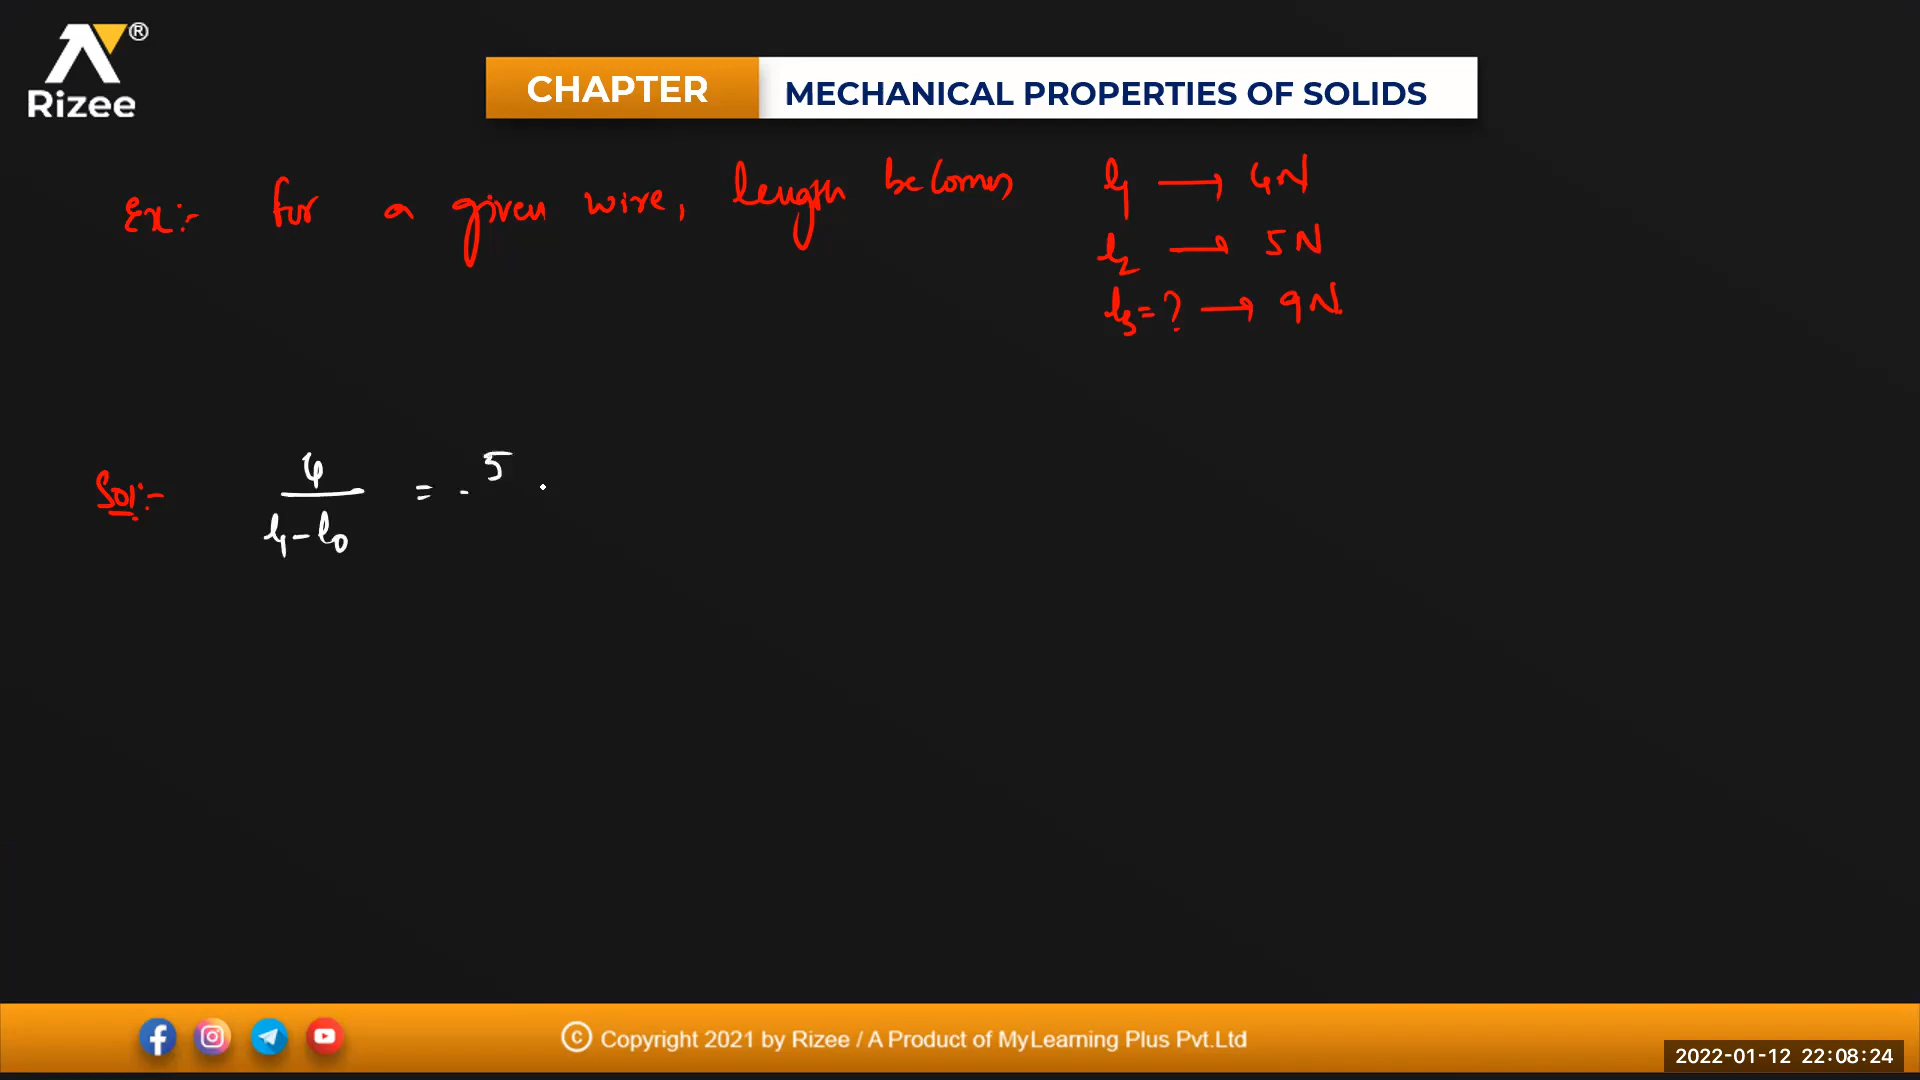 Rizee®
CHAPTER MECHANICAL PROPERTIES OF SOLIDS
Ex:- for a given wire, length becomes l1 → 4N
l2 → 5N
l3 = ? → 9N
Sol:- 4/(l1 - l0) = 5
© Copyright 2021 by Rizee / A Product of MyLearning Plus Pvt.Ltd
2022-01-12 22:08:24